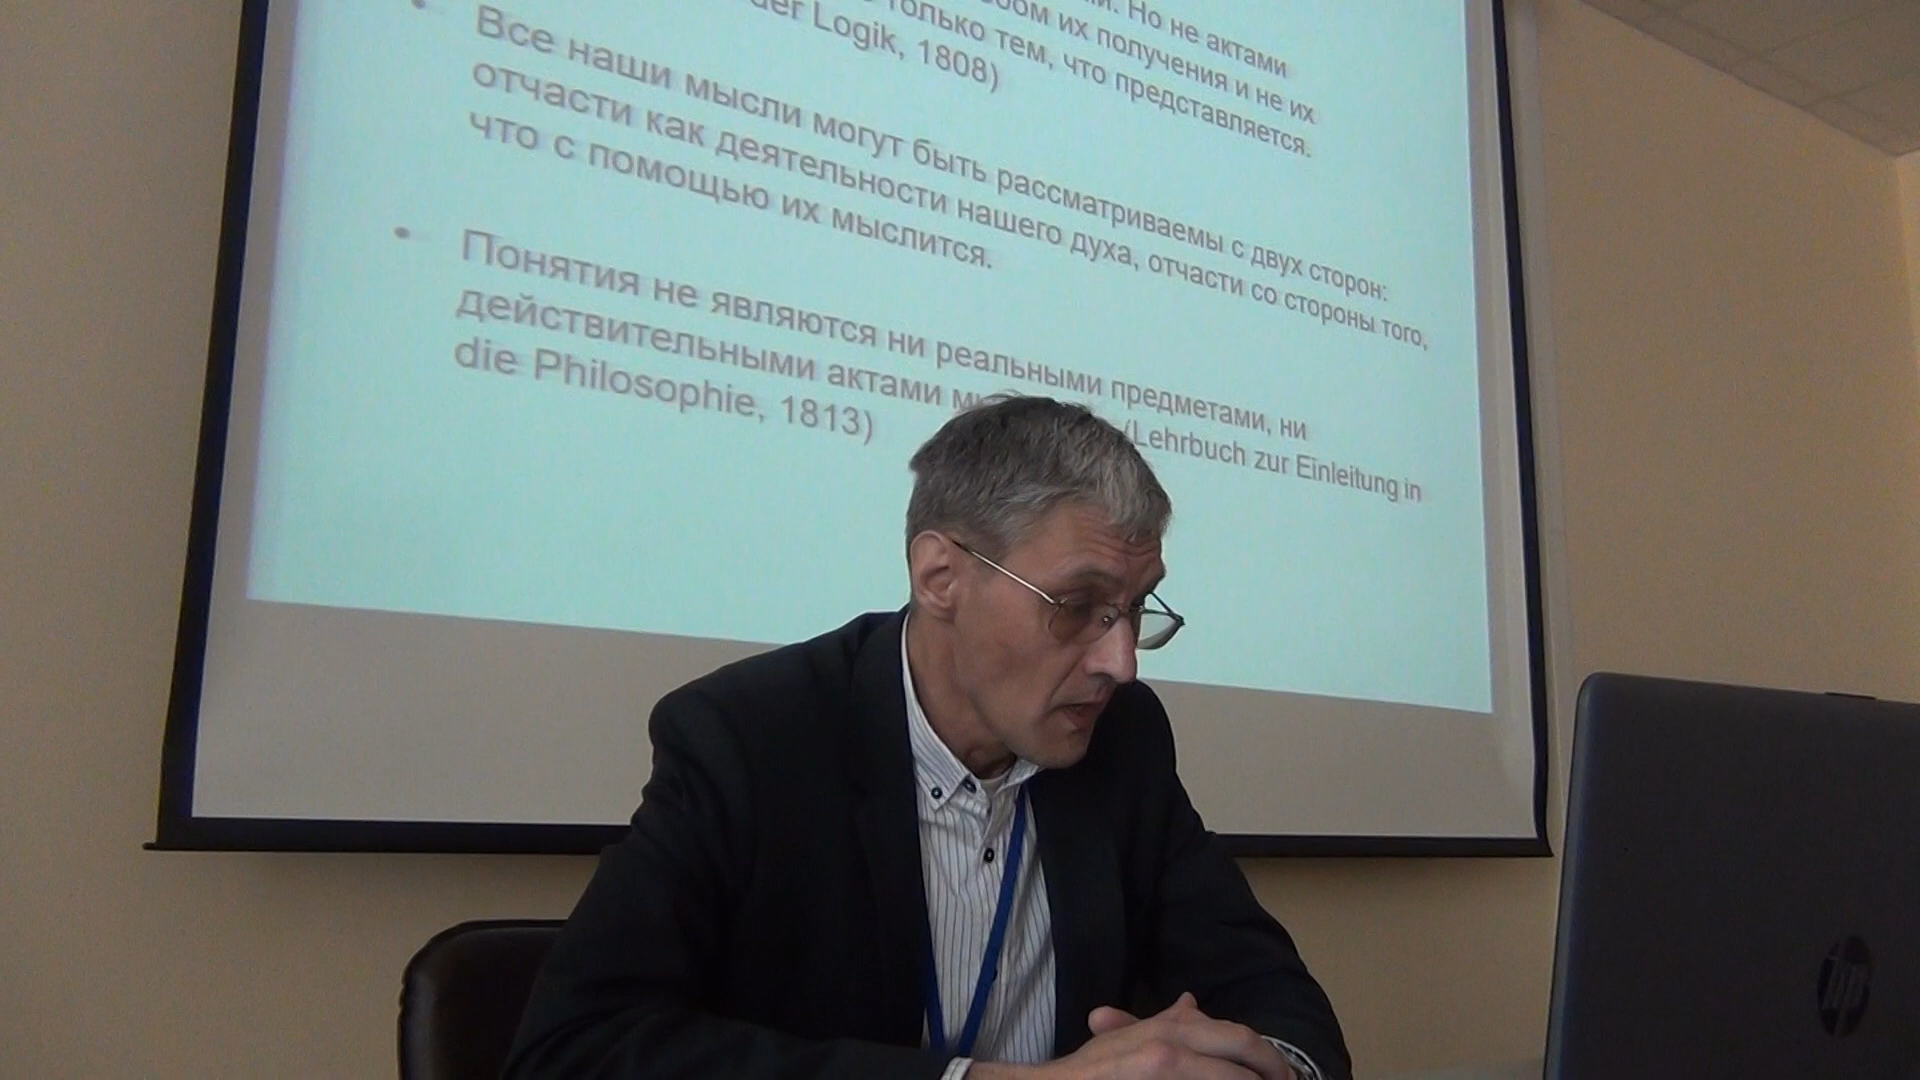 Но не актами
их получения и не их
только тем, что представляется.
der Logik, 1808)
Все наши мысли могут быть рассматриваемы с двух сторон:
отчасти как деятельности нашего духа, отчасти со стороны того,
что с помощью их мыслится.
Понятия не являются ни реальными предметами, ни
действительными актами (Lehrbuch zur Einleitung in
die Philosophie, 1813)
hp